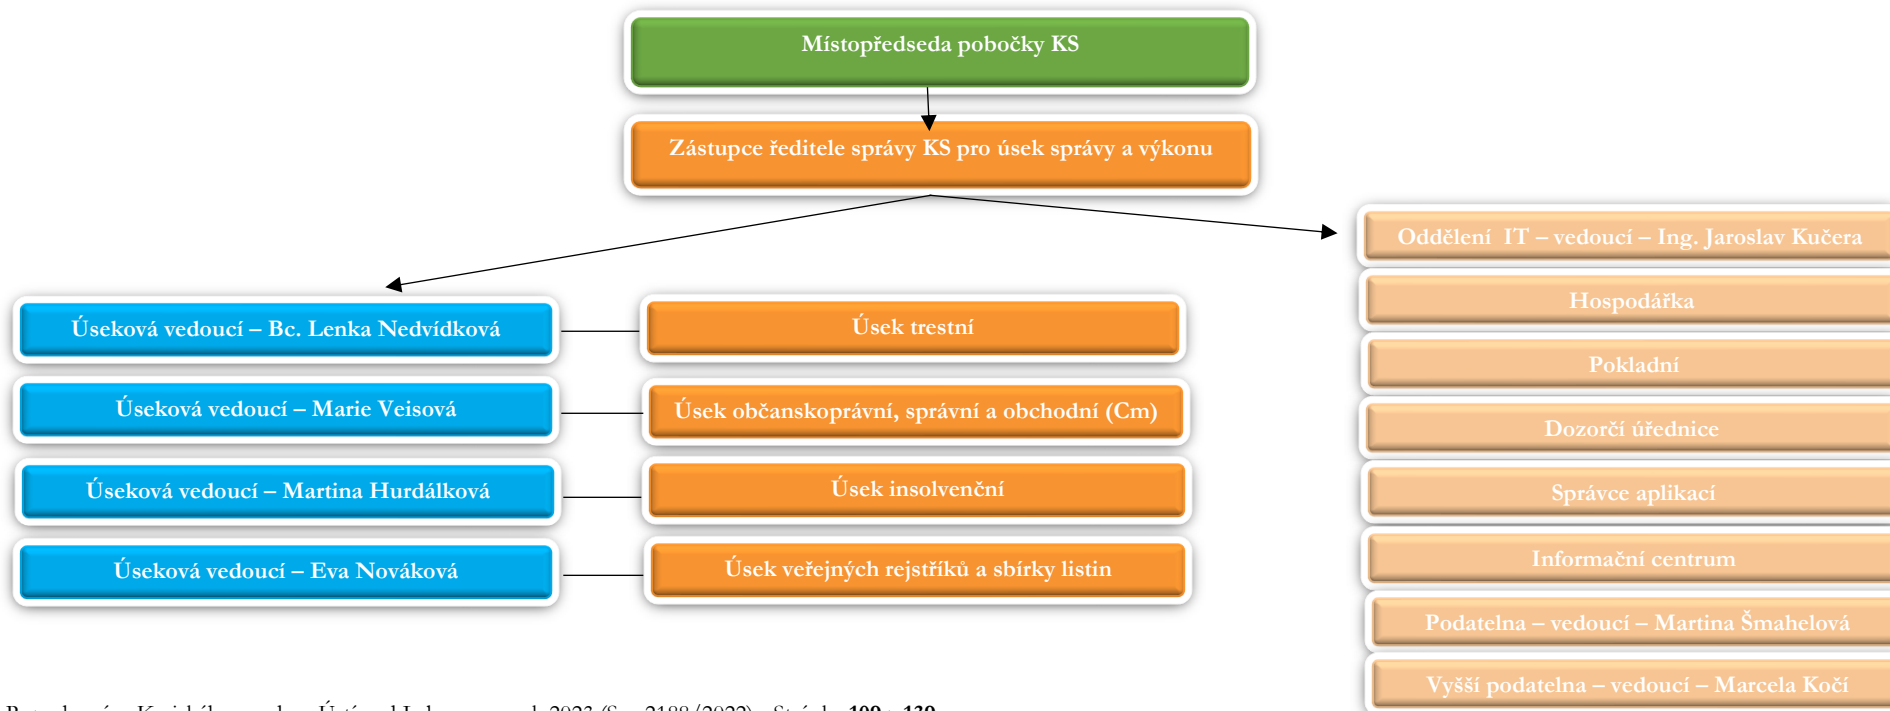 Místopředseda pobočky KS
Zástupce ředitele správy KS pro úsek správy a výkonu
Úseková vedoucí – Bc. Lenka Nedvídková
Úsek trestní
Úseková vedoucí – Marie Veisová
Úsek občanskoprávní, správní a obchodní (Cm)
Úseková vedoucí – Martina Hurdálková
Úsek insolvenční
Úseková vedoucí – Eva Nováková
Úsek veřejných rejstříků a sbírky listin
Oddělení IT – vedoucí – Ing. Jaroslav Kučera
Hospodářka
Pokladní
Dozorčí úřednice
Správce aplikací
Informační centrum
Podatelna – vedoucí – Martina Šmahelová
Vyšší podatelna – vedoucí – Marcela Kočí